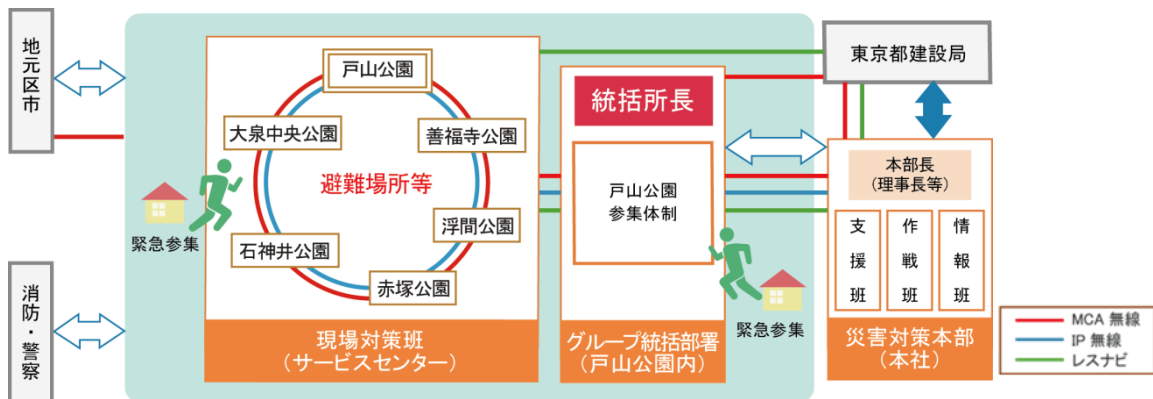 地元区市
消防・警察
戸山公園
大泉中央公園
善福寺公園
避難場所等
石神井公園
浮間公園
赤塚公園
緊急参集
現場対策班
(サービスセンター)
統括所長
戸山公園
参集体制
緊急参集
グループ統括部署
(戸山公園内)
東京都建設局
本部長
(理事長等)
支援班
作戦班
情報班
災害対策本部
(本社)
MCA 無線
IP 無線
レスナビ